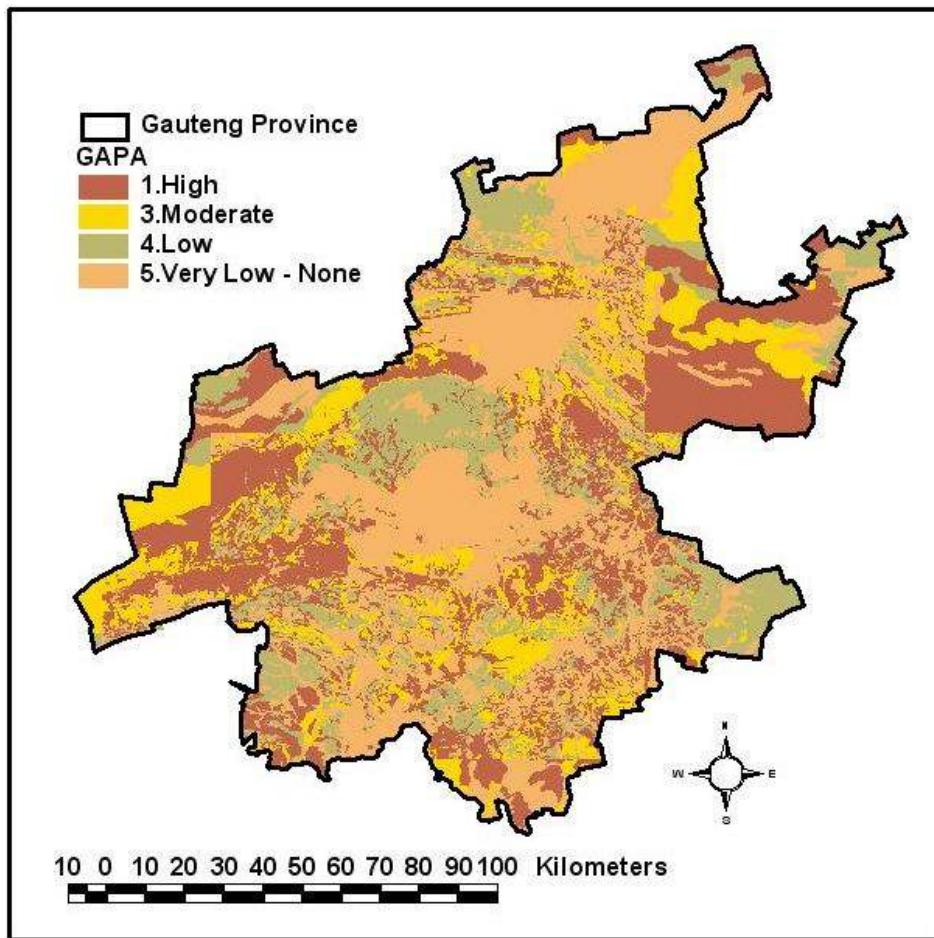 Gauteng Province
GAPA
1.High
3.Moderate
4.Low
5.Very Low - None
N
W E
S
10 0 10 20 30 40 50 60 70 80 90 100 Kilometers